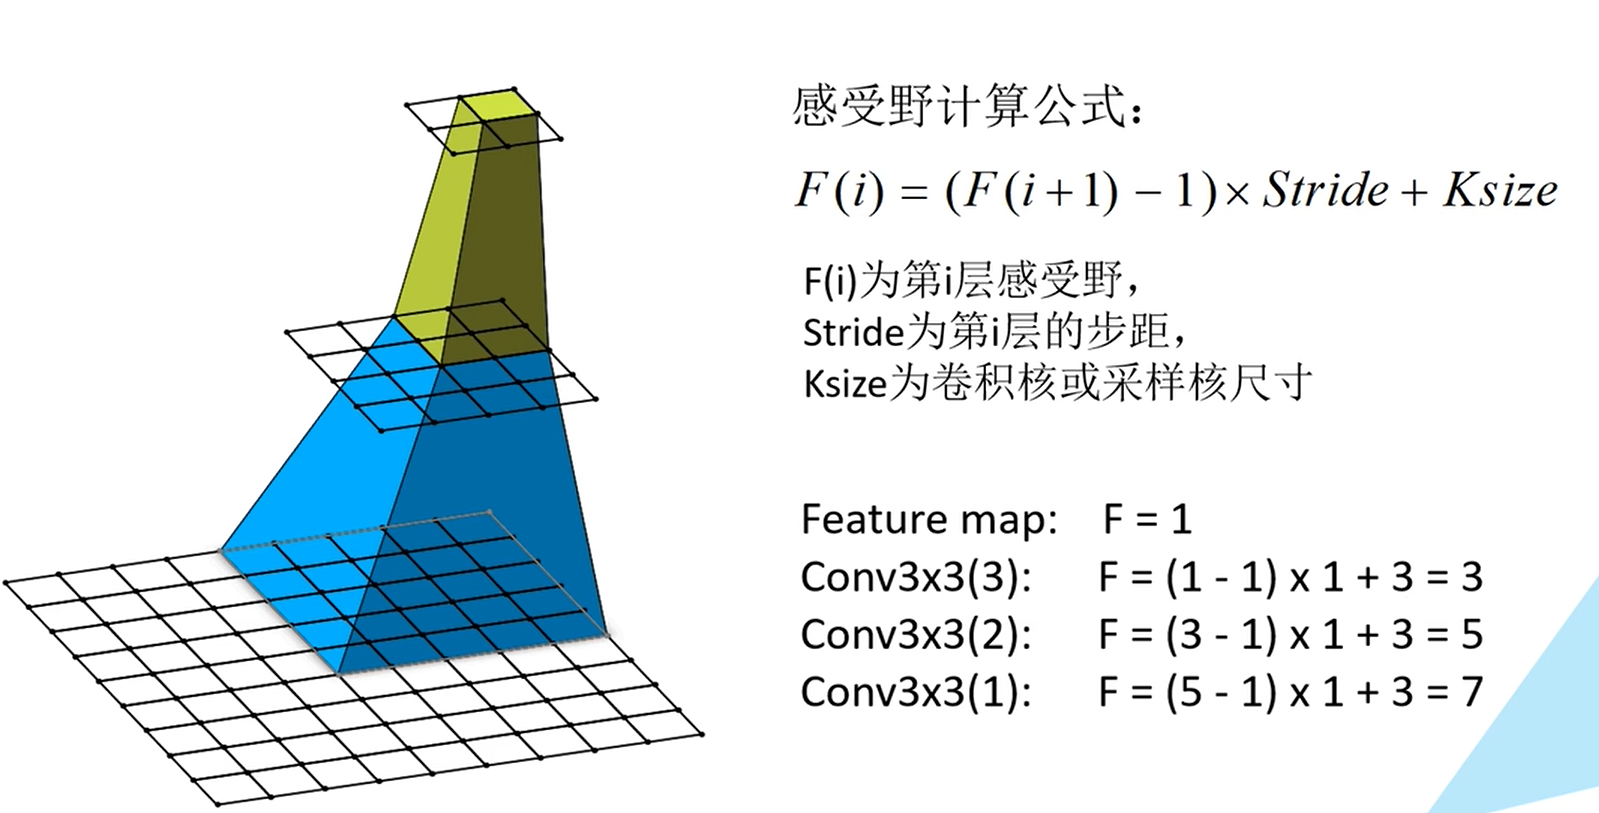 感受野计算公式：
F(i) = (F(i+1) − 1)× Stride + Ksize
F(i)为第i层感受野，
Stride为第i层的步距，
Ksize为卷积核或采样核尺寸
Feature map: F = 1
Conv3x3(3): F = (1 - 1) x 1 + 3 = 3
Conv3x3(2): F = (3 - 1) x 1 + 3 = 5
Conv3x3(1): F = (5 - 1) x 1 + 3 = 7